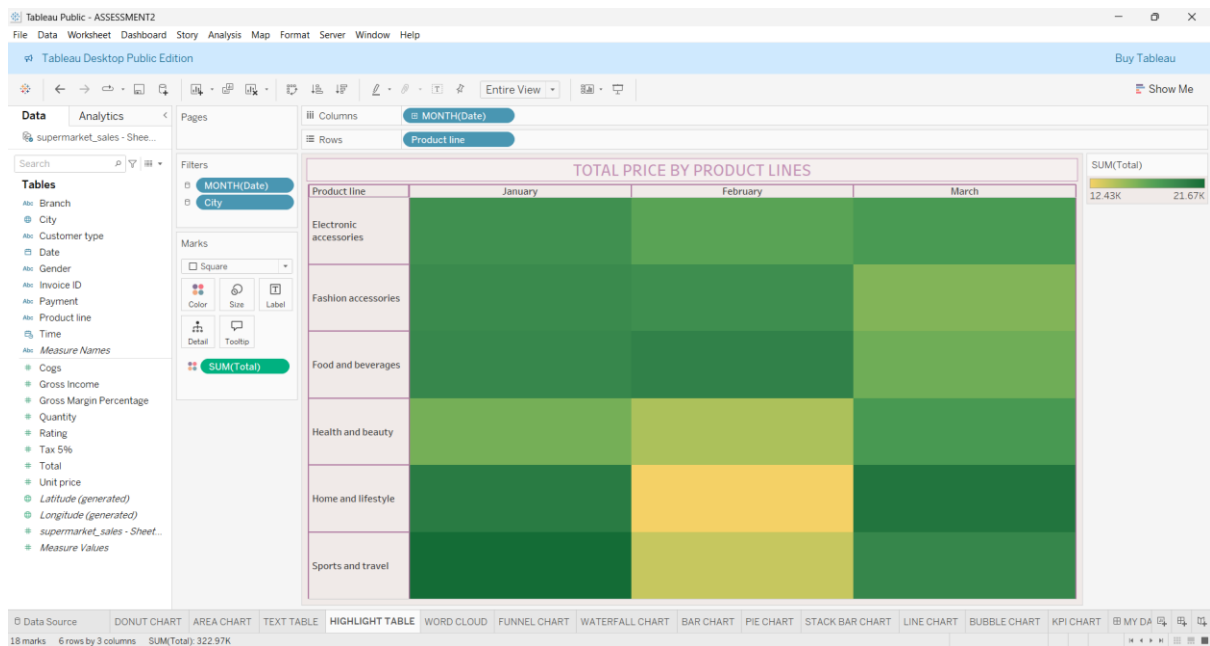 Tableau Public - ASSESSMENT2
File Data Worksheet Dashboard Story Analysis Map Format Server Window Help
Tableau Desktop Public Edition Buy Tableau
Entire View Show Me
Data Analytics Pages Columns MONTH(Date)
supermarket_sales - Shee... Rows Product line
Search
Tables
Abc Branch
City
Abc Customer type
Date
Abc Gender
Abc Invoice ID
Abc Payment
Abc Product line
Time
Abc Measure Names
# Cogs
# Gross Income
# Gross Margin Percentage
# Quantity
# Rating
# Tax 5%
# Total
# Unit price
Latitude (generated)
Longitude (generated)
# supermarket_sales - Sheet...
# Measure Values
Filters
MONTH(Date)
City
Marks
Square
Color Size Label
Detail Tooltip
SUM(Total)
TOTAL PRICE BY PRODUCT LINES
Product line January February March
Electronic
accessories
Fashion accessories
Food and beverages
Health and beauty
Home and lifestyle
Sports and travel
SUM(Total)
12.43K 21.67K
Data Source DONUT CHART AREA CHART TEXT TABLE HIGHLIGHT TABLE WORD CLOUD FUNNEL CHART WATERFALL CHART BAR CHART PIE CHART STACK BAR CHART LINE CHART BUBBLE CHART KPI CHART MY DA
18 marks 6 rows by 3 columns SUM(Total): 322.97K